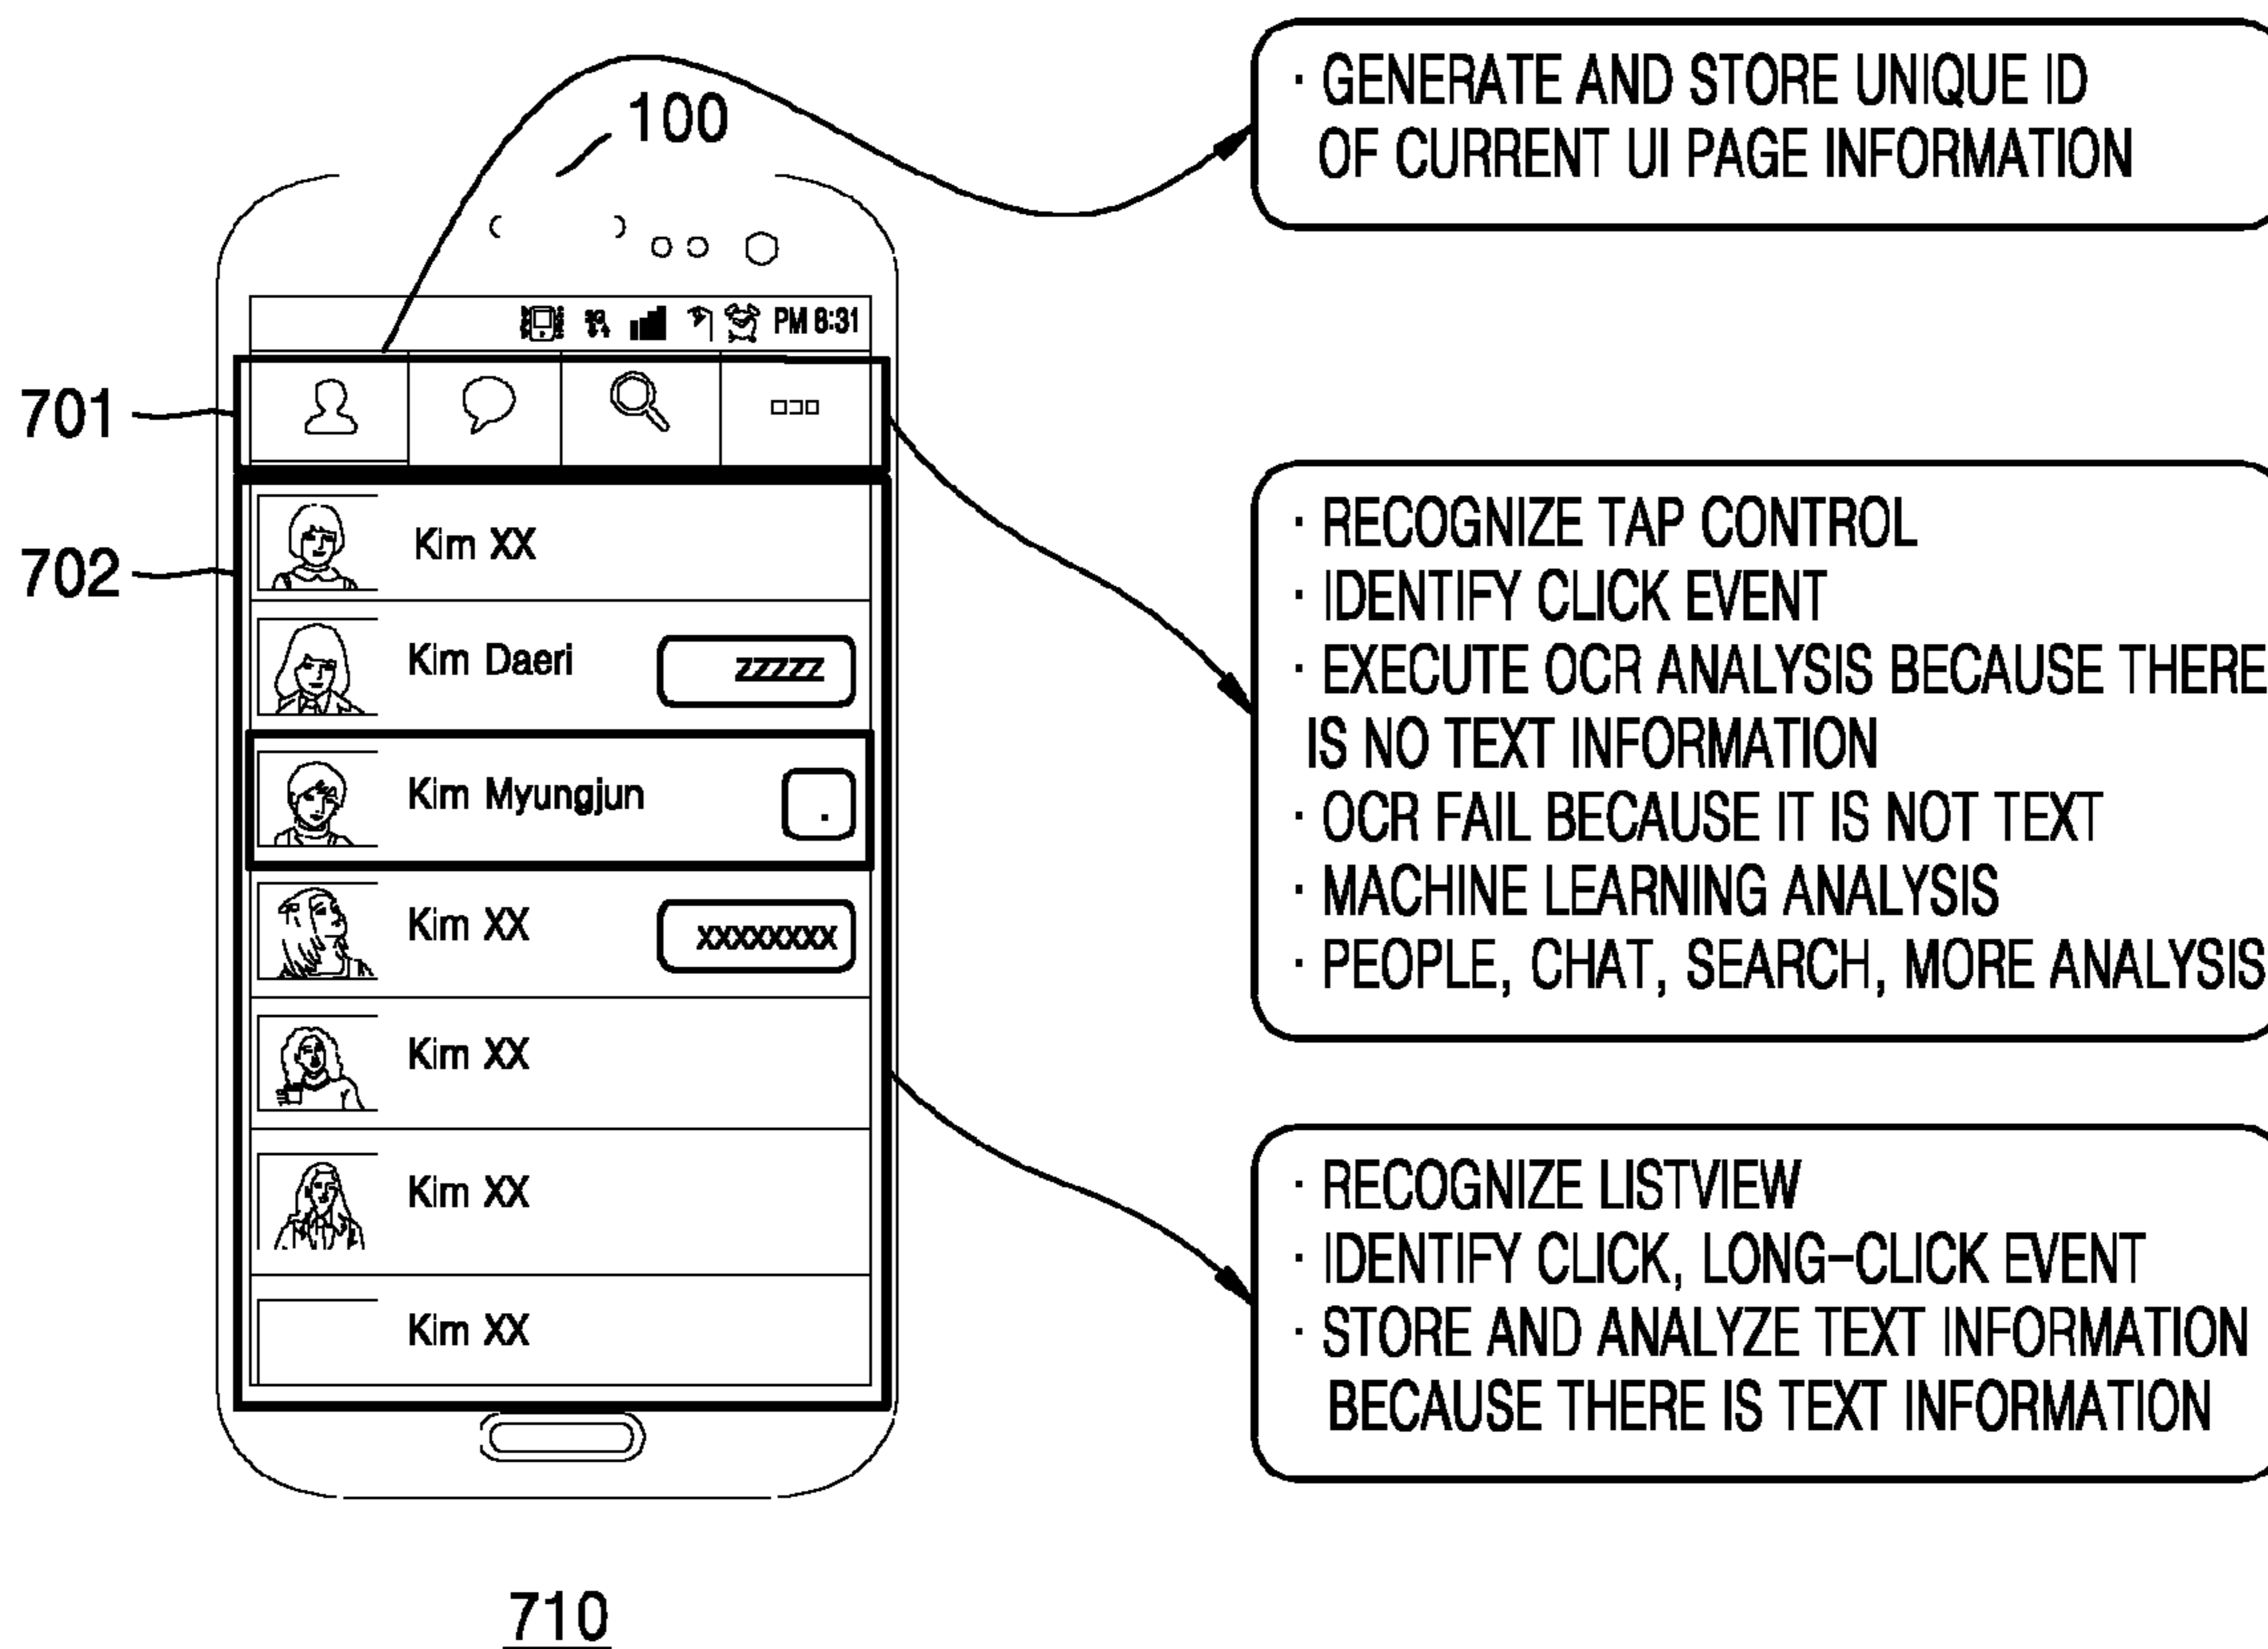 100
PM 8:31
701
702
Kim XX
Kim Daeri
zzzzz
Kim Myungjun
.
Kim XX
xxxxxxxxx
Kim XX
Kim XX
Kim XX
710
· GENERATE AND STORE UNIQUE ID
OF CURRENT UI PAGE INFORMATION
· RECOGNIZE TAP CONTROL
· IDENTIFY CLICK EVENT
· EXECUTE OCR ANALYSIS BECAUSE THERE
IS NO TEXT INFORMATION
· OCR FAIL BECAUSE IT IS NOT TEXT
· MACHINE LEARNING ANALYSIS
· PEOPLE, CHAT, SEARCH, MORE ANALYSIS
· RECOGNIZE LISTVIEW
· IDENTIFY CLICK, LONG-CLICK EVENT
· STORE AND ANALYZE TEXT INFORMATION
BECAUSE THERE IS TEXT INFORMATION